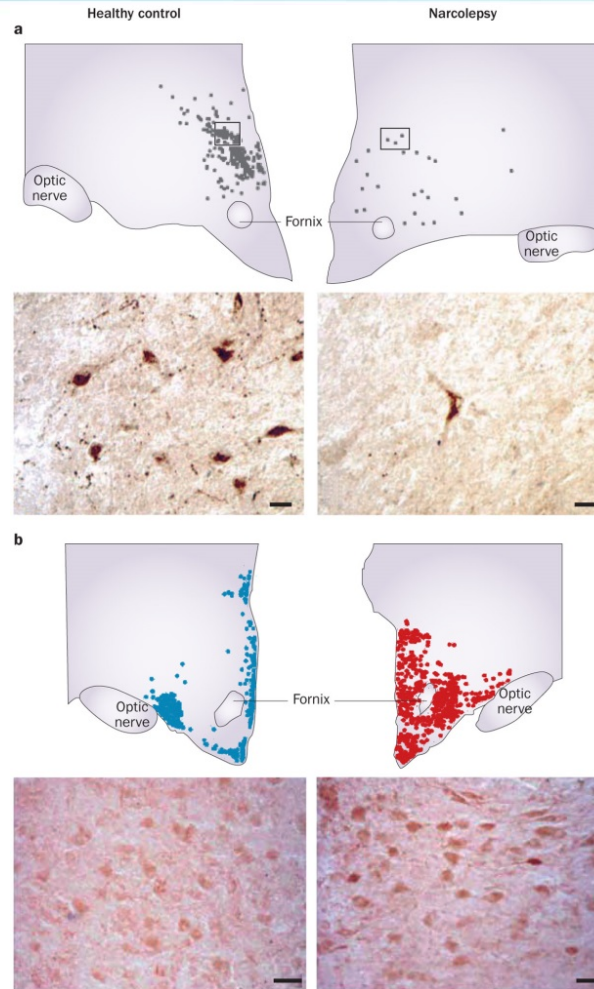 Healthy control
Narcolepsy
a
Optic
nerve
Fornix
Optic
nerve
b
Optic
nerve
Fornix
Optic
nerve